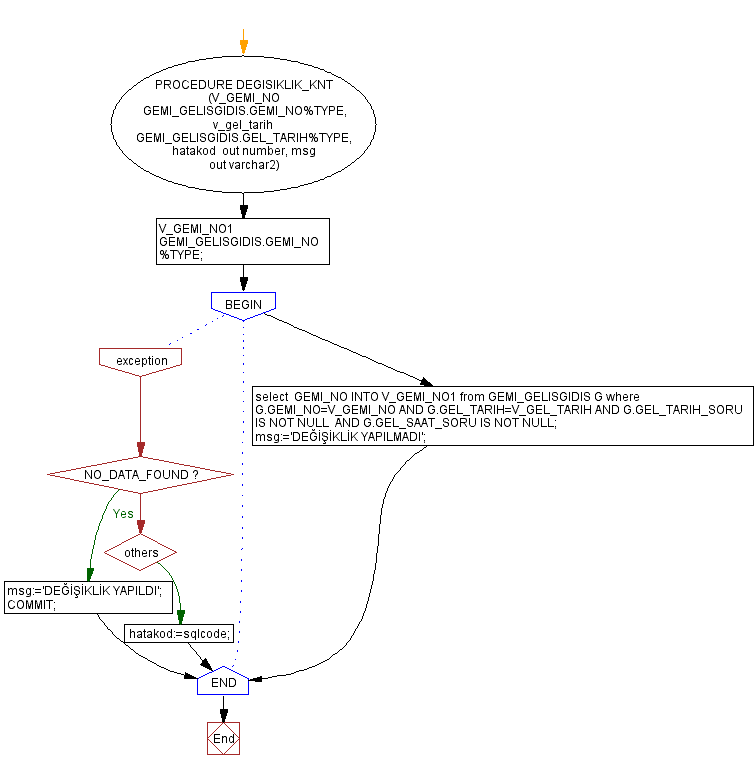 PROCEDURE DEGISIKLIK_KNT
(V_GEMI_NO
GEMI_GELISGIDIS.GEMI_NO%TYPE,
v_gel_tarih
GEMI_GELISGIDIS.GEL_TARIH%TYPE,
hatakod out number, msg
out varchar2)
V_GEMI_NO1
GEMI_GELISGIDIS.GEMI_NO
%TYPE;
BEGIN
exception
select GEMI_NO INTO V_GEMI_NO1 from GEMI_GELISGIDIS G where
G.GEMI_NO=V_GEMI_NO AND G.GEL_TARIH=V_GEL_TARIH AND G.GEL_TARIH_SORU
IS NOT NULL AND G.GEL_SAAT_SORU IS NOT NULL;
msg:='DEĞİŞİKLİK YAPILMADI';
NO_DATA_FOUND ?
Yes
others
msg:='DEĞİŞİKLİK YAPILDI';
COMMIT;
hatakod:=sqlcode;
END
End